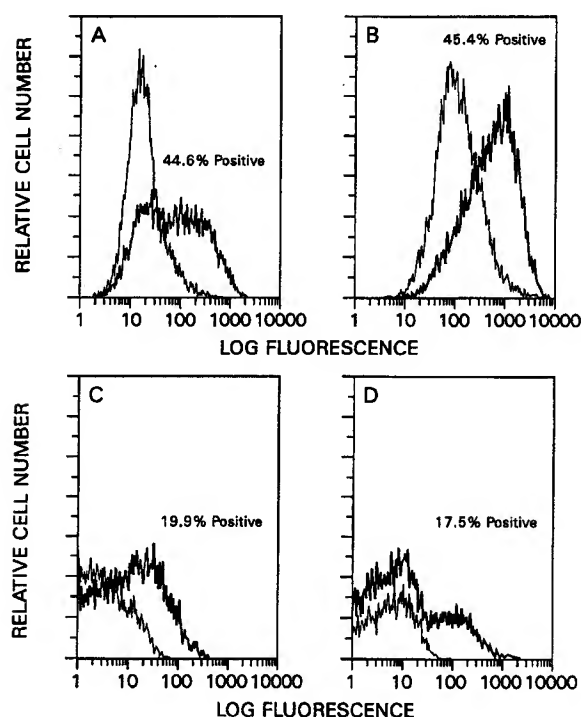 A
B
45.4% Positive
44.6% Positive
RELATIVE CELL NUMBER
1 10 100 1000 10000
1 10 100 1000 10000
LOG FLUORESCENCE
C
D
19.9% Positive
17.5% Positive
RELATIVE CELL NUMBER
1 10 100 1000 10000
1 10 100 1000 10000
LOG FLUORESCENCE
LOG FLUORESCENCE